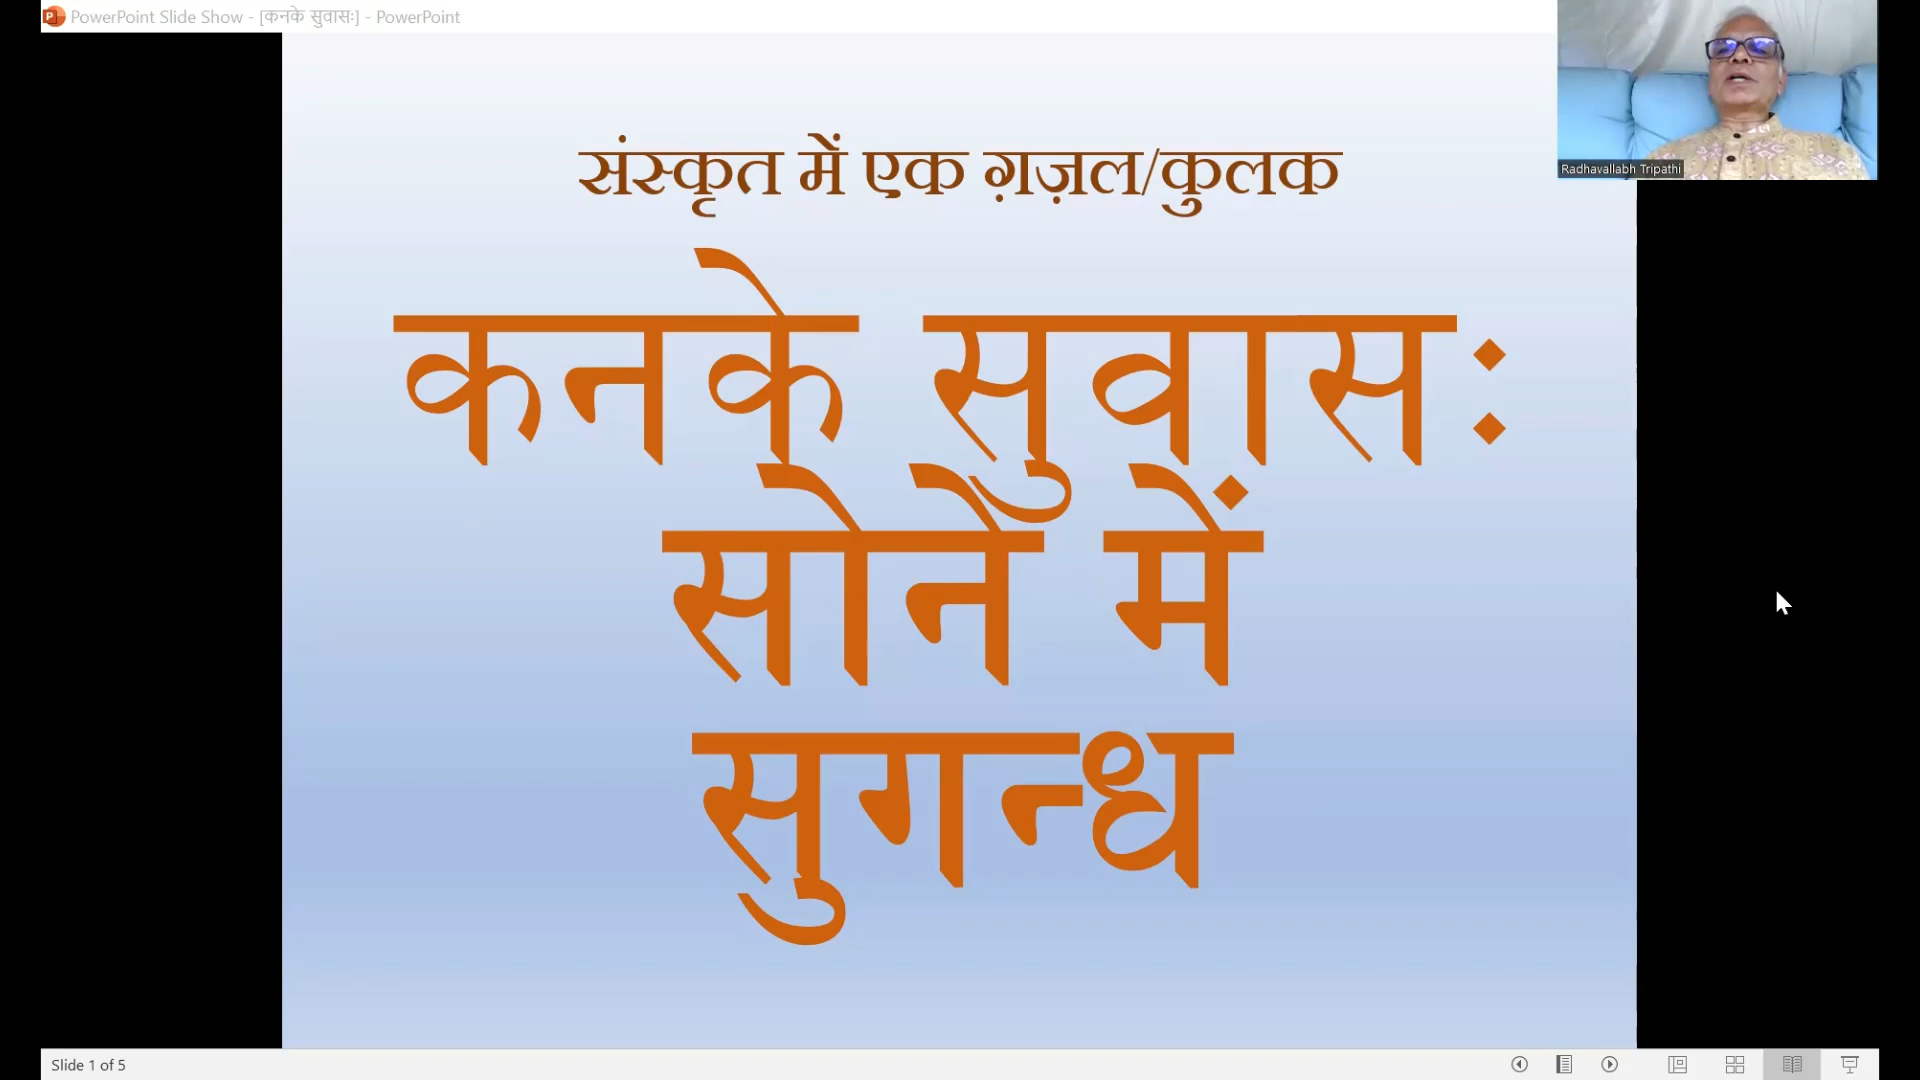 PowerPoint Slide Show - [कनके सुवासः] - PowerPoint
Radhavallabh Tripathi
संस्कृत में एक ग़ज़ल/कुलक
कनके सुवासः
सोने में
सुगन्ध
Slide 1 of 5